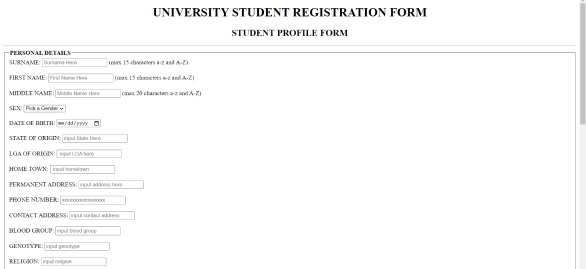 UNIVERSITY STUDENT REGISTRATION FORM
STUDENT PROFILE FORM
PERSONAL DETAILS
SURNAME: Surname Here (max 15 characters a-z and A-Z)
FIRST NAME: First Name Here (max 15 characters a-z and A-Z)
MIDDLE NAME: Middle Name Here (max 20 characters a-z and A-Z)
SEX: Pick a Gender
DATE OF BIRTH: mm/dd/yyyy
STATE OF ORIGIN: input State Here
LGA OF ORIGIN: input LGA here
HOME TOWN: input hometown
PERMANENT ADDRESS: input address here
PHONE NUMBER:
CONTACT ADDRESS: input contact address
BLOOD GROUP: input blood group
GENOTYPE: input genotype
RELIGION: input religion